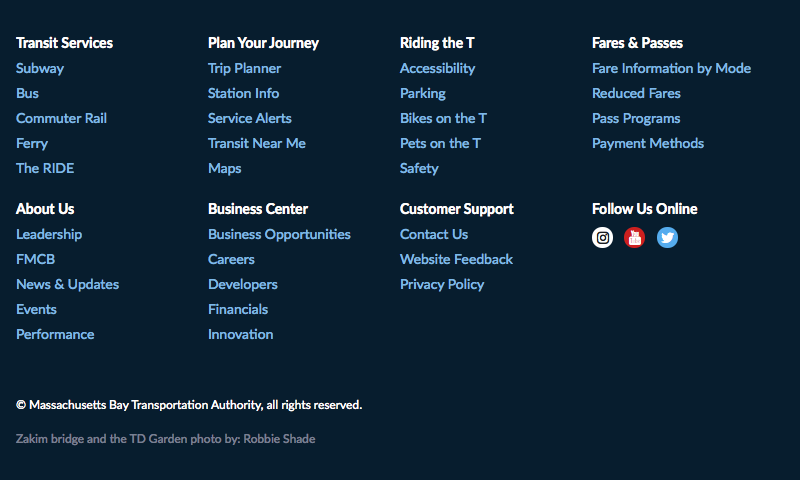 Transit Services
Subway
Bus
Commuter Rail
Ferry
The RIDE
Plan Your Journey
Trip Planner
Station Info
Service Alerts
Transit Near Me
Maps
Riding the T
Accessibility
Parking
Bikes on the T
Pets on the T
Safety
Fares & Passes
Fare Information by Mode
Reduced Fares
Pass Programs
Payment Methods
About Us
Leadership
FMCB
News & Updates
Events
Performance
Business Center
Business Opportunities
Careers
Developers
Financials
Innovation
Customer Support
Contact Us
Website Feedback
Privacy Policy
Follow Us Online
© Massachusetts Bay Transportation Authority, all rights reserved.
Zakim bridge and the TD Garden photo by: Robbie Shade